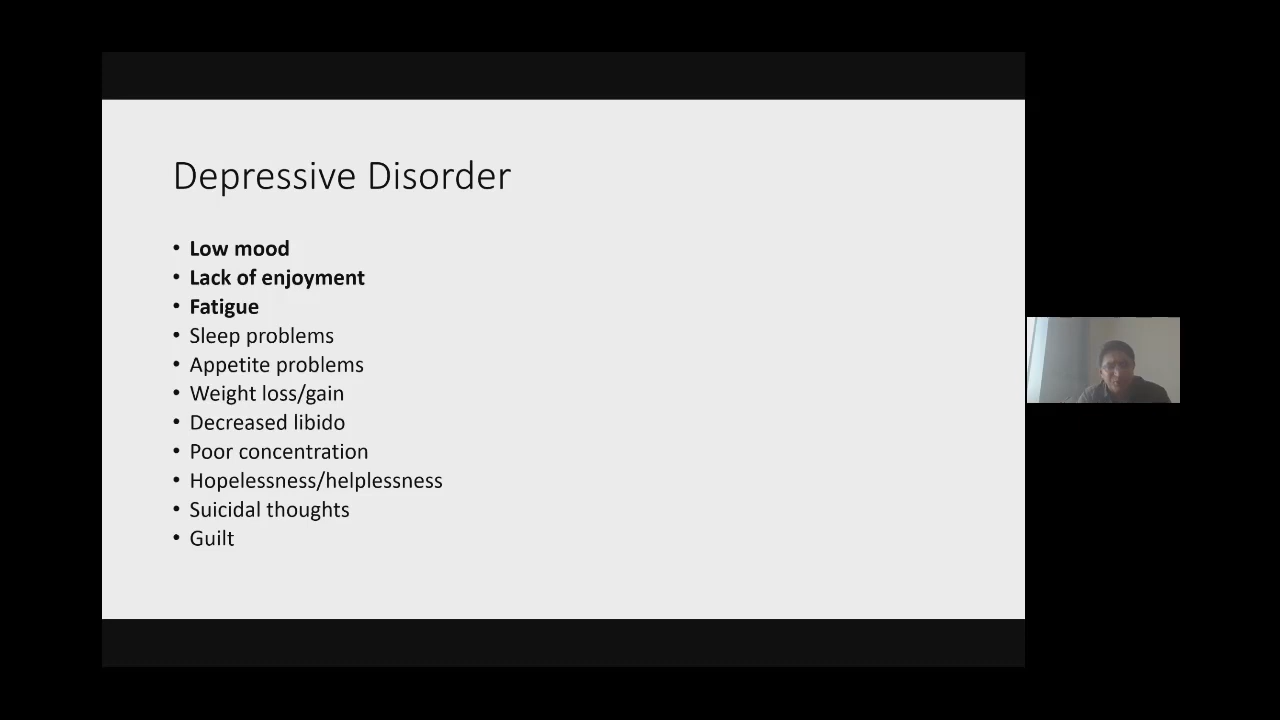 Depressive Disorder
• Low mood
• Lack of enjoyment
• Fatigue
• Sleep problems
• Appetite problems
• Weight loss/gain
• Decreased libido
• Poor concentration
• Hopelessness/helplessness
• Suicidal thoughts
• Guilt